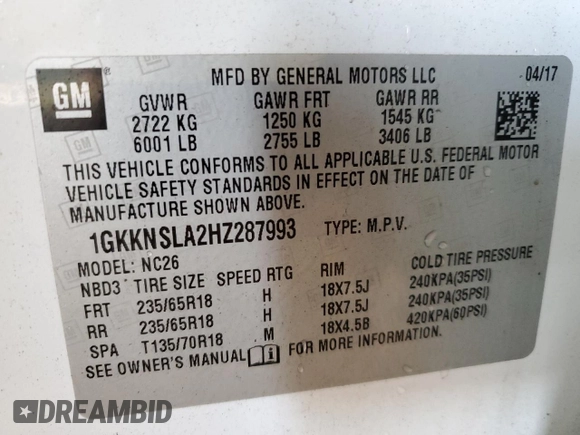 GM
MFD BY GENERAL MOTORS LLC 04/17
GVWR GAWR FRT GAWR RR
2722 KG 1250 KG 1545 KG
6001 LB 2755 LB 3406 LB
THIS VEHICLE CONFORMS TO ALL APPLICABLE U.S. FEDERAL MOTOR
VEHICLE SAFETY STANDARDS IN EFFECT ON THE DATE OF
MANUFACTURE SHOWN ABOVE.
1GKKNSLA2HZ287993 TYPE: M.P.V.
MODEL: NC26
NBD3 TIRE SIZE SPEED RTG RIM COLD TIRE PRESSURE
FRT 235/65R18 H 18X7.5J 240KPA(35PSI)
RR 235/65R18 H 18X7.5J 240KPA(35PSI)
SPA T135/70R18 M 18X4.5B 420KPA(60PSI)
SEE OWNER'S MANUAL FOR MORE INFORMATION.
DREAMBID